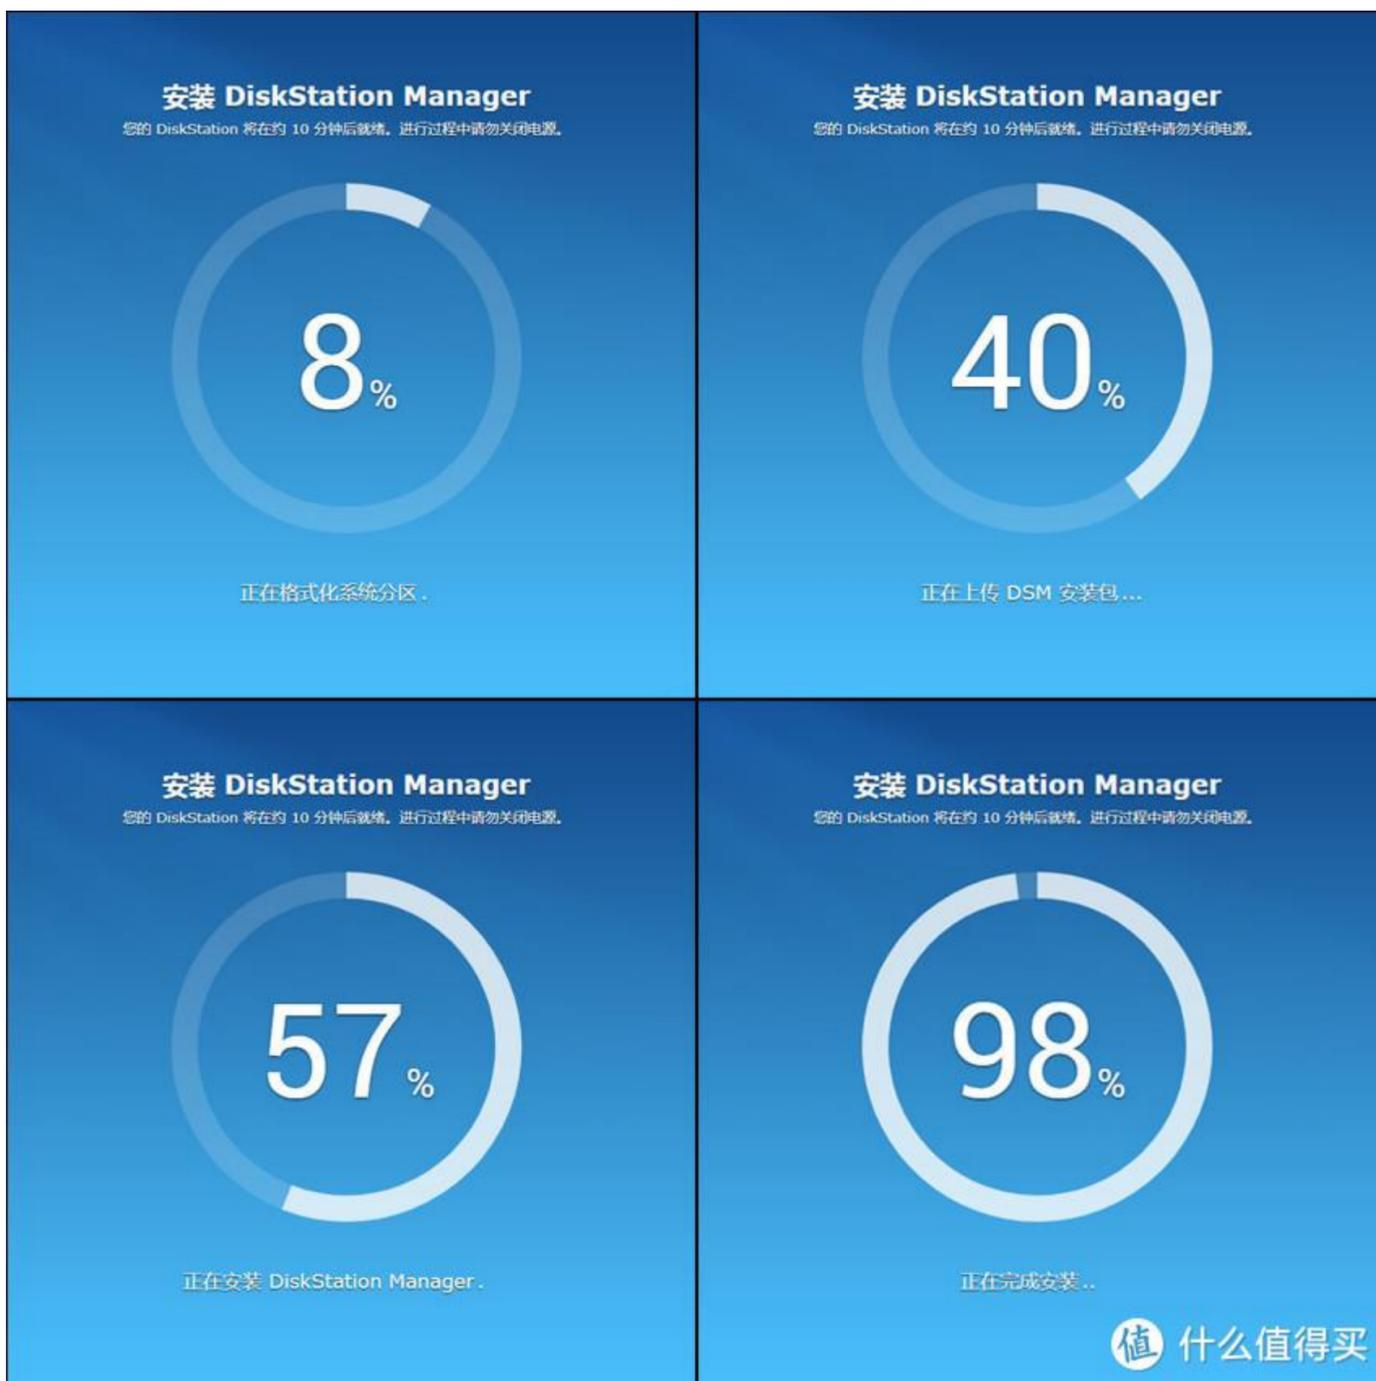 安装 DiskStation Manager
您的 DiskStation 将在约 10 分钟后就绪。进行过程中请勿关闭电源。
8%
正在格式化系统分区 .
安装 DiskStation Manager
您的 DiskStation 将在约 10 分钟后就绪。进行过程中请勿关闭电源。
40%
正在上传 DSM 安装包 ...
安装 DiskStation Manager
您的 DiskStation 将在约 10 分钟后就绪。进行过程中请勿关闭电源。
57%
正在安装 DiskStation Manager .
安装 DiskStation Manager
您的 DiskStation 将在约 10 分钟后就绪。进行过程中请勿关闭电源。
98%
正在完成安装 ..
值 什么值得买